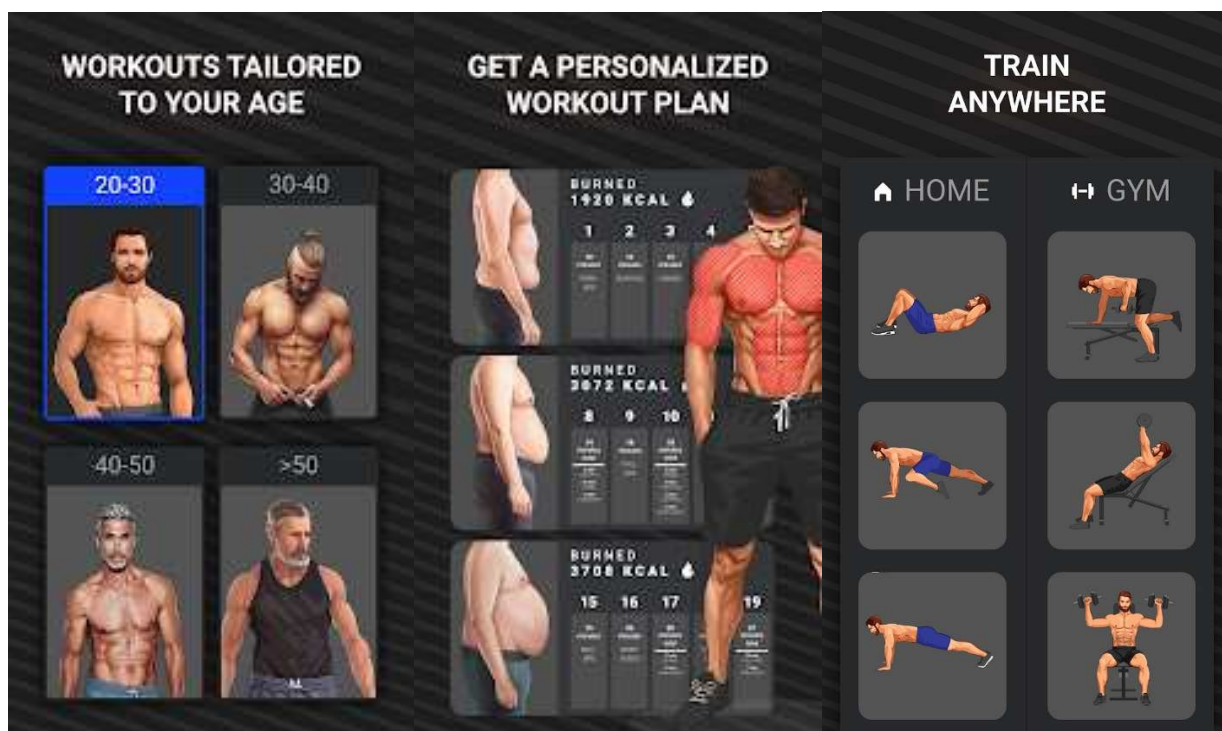 WORKOUTS TAILORED
TO YOUR AGE
20-30
30-40
40-50
>50
GET A PERSONALIZED
WORKOUT PLAN
BURNED
1920 KCAL
1 2 3 4
BURNED
3072 KCAL
8 9 10
BURNED
3708 KCAL
15 16 17 19
TRAIN
ANYWHERE
HOME
GYM